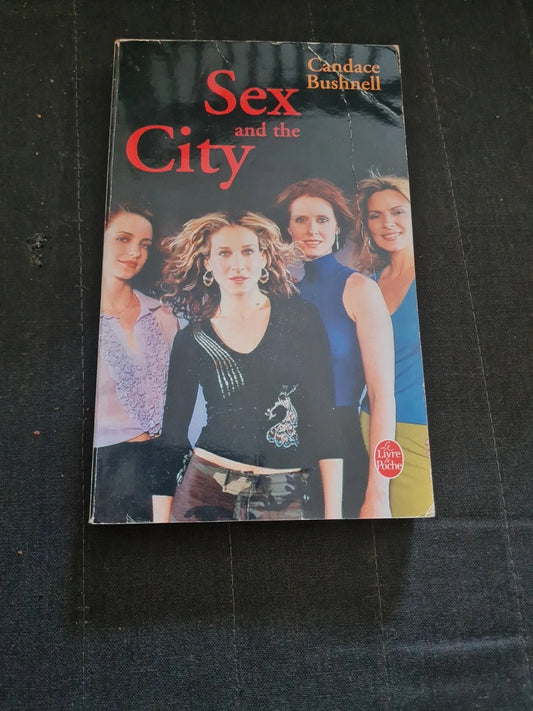 Candace
Bushnell
Sex
and the
City
Le
Livre
de
Poche